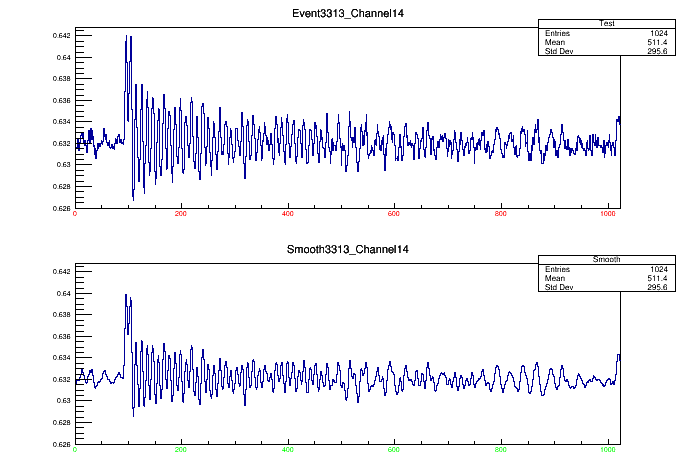 Event3313_Channel14
Test
Entries 1024
Mean 511.4
Std Dev 295.6
0.642
0.64
0.638
0.636
0.634
0.632
0.63
0.628
0.626
0 200 400 600 800 1000
Smooth3313_Channel14
Smooth
Entries 1024
Mean 511.4
Std Dev 295.6
0.642
0.64
0.638
0.636
0.634
0.632
0.63
0.628
0.626
0 200 400 600 800 1000